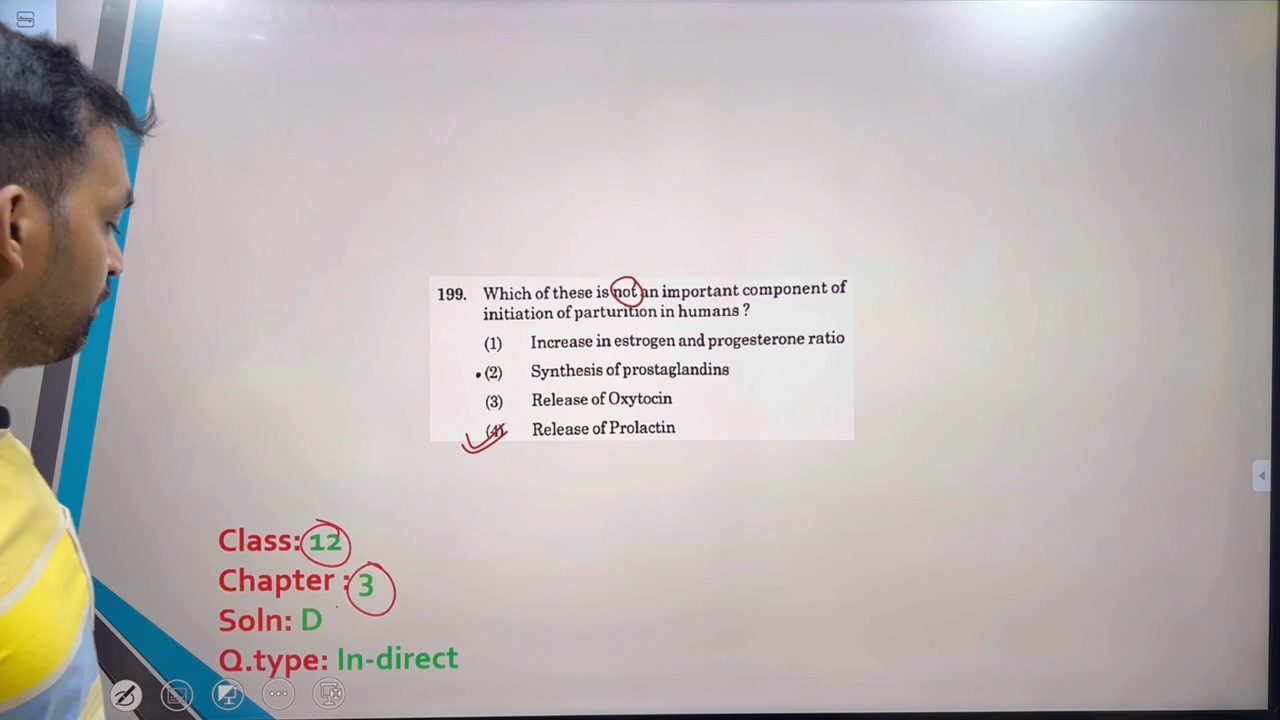 199. Which of these is not an important component of
initiation of parturition in humans ?
(1) Increase in estrogen and progesterone ratio
(2) Synthesis of prostaglandins
(3) Release of Oxytocin
(4) Release of Prolactin
Class: 12
Chapter : 3
Soln: D
Q.type: In-direct